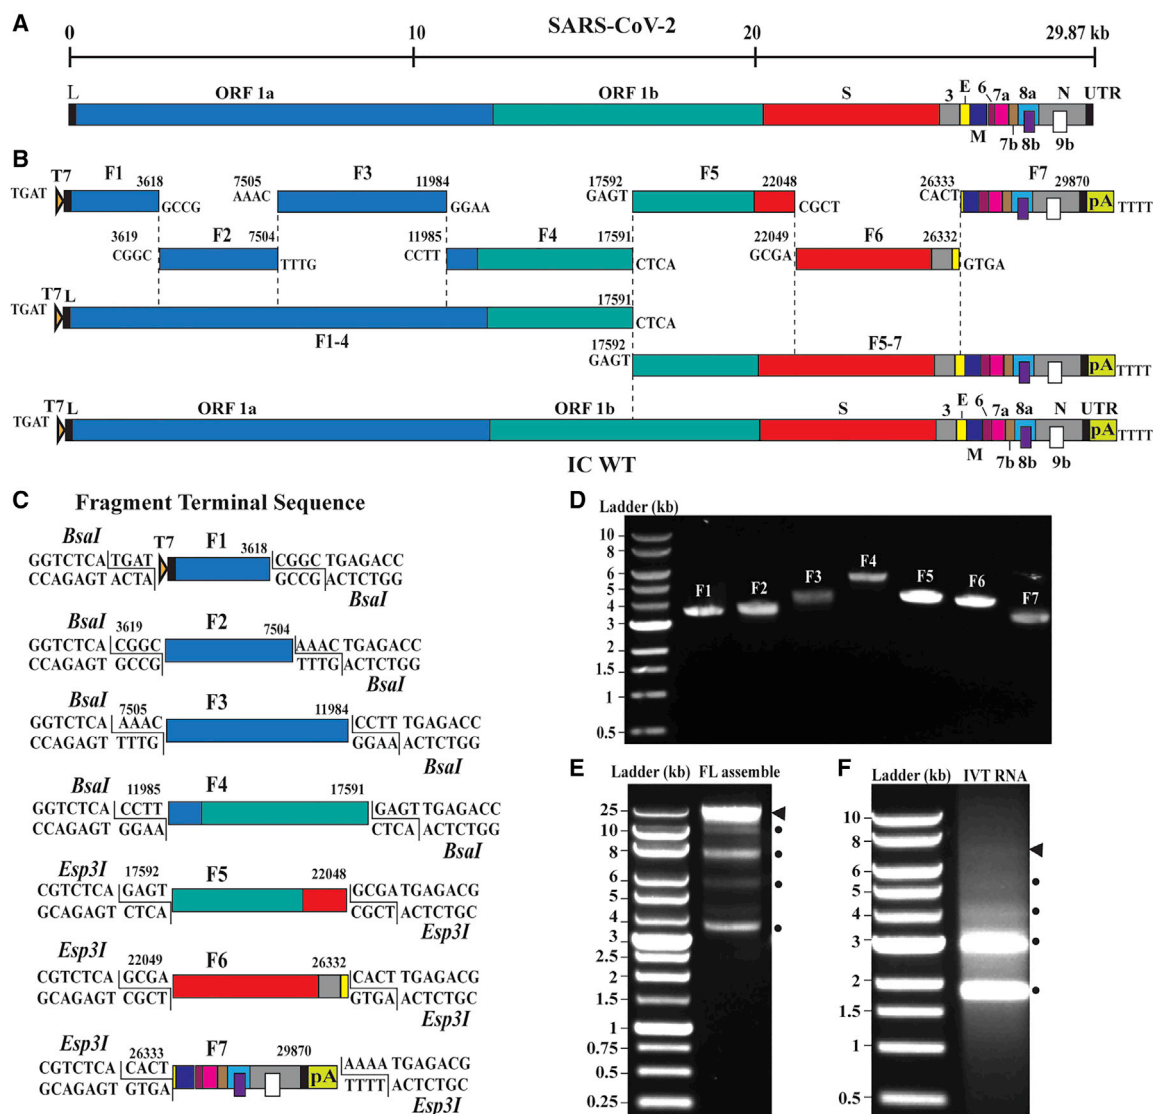 A
SARS-CoV-2
0 10 20 29.87 kb
L ORF 1a ORF 1b S 3 E 6 7a 8a N UTR
M 7b 8b 9b
B
T7 F1 3618 7505 F3 11984 17592 F5 22048 26333 F7 29870
TGAT GCCG AAAC GGAA GAGT CGCT CACT pA TTTT
3619 F2 7504 11985 F4 17591 22049 F6 26332
CGGC TTTG CCTT CTCA GCGA GTGA
T7 L 17591
TGAT CTCA
F1-4
17592 F5-7
GAGT pA TTTT
T7 L ORF 1a ORF 1b S 3 E 6 7a 8a N UTR
TGAT pA TTTT
M 7b 8b 9b
IC WT
C
Fragment Terminal Sequence
BsaI T7 F1 3618
GGTCTCA TGAT CGGC TGAGACC
CCAGAGT ACTA GCCG ACTCTGG
BsaI
BsaI 3619 F2 7504
GGTCTCA CGGC AAAC TGAGACC
CCAGAGT GCCG TTTG ACTCTGG
BsaI
BsaI 7505 F3 11984
GGTCTCA AAAC CCTT TGAGACC
CCAGAGT TTTG GGAA ACTCTGG
BsaI
BsaI 11985 F4 17591
GGTCTCA CCTT GAGT TGAGACC
CCAGAGT GGAA CTCA ACTCTGG
BsaI
Esp3I 17592 F5 22048
CGTCTCA GAGT GCGA TGAGACG
GCAGAGT CTCA CGCT ACTCTGC
Esp3I
Esp3I 22049 F6 26332
CGTCTCA GCGA CACT TGAGACG
GCAGAGT CGCT GTGA ACTCTGC
Esp3I
Esp3I 26333 F7 29870
CGTCTCA CACT AAAA TGAGACG
GCAGAGT GTGA pA TTTT ACTCTGC
Esp3I
D
Ladder (kb)
10
8
6
5
4
3
2
1.5
1
0.5
F1 F2 F3 F4 F5 F6 F7
E
Ladder (kb) FL assemble
25
10
8
6
5
4
3
2.5
2
1.5
1
0.75
0.5
0.25
F
Ladder (kb) IVT RNA
10
8
6
5
4
3
2
1.5
1
0.5